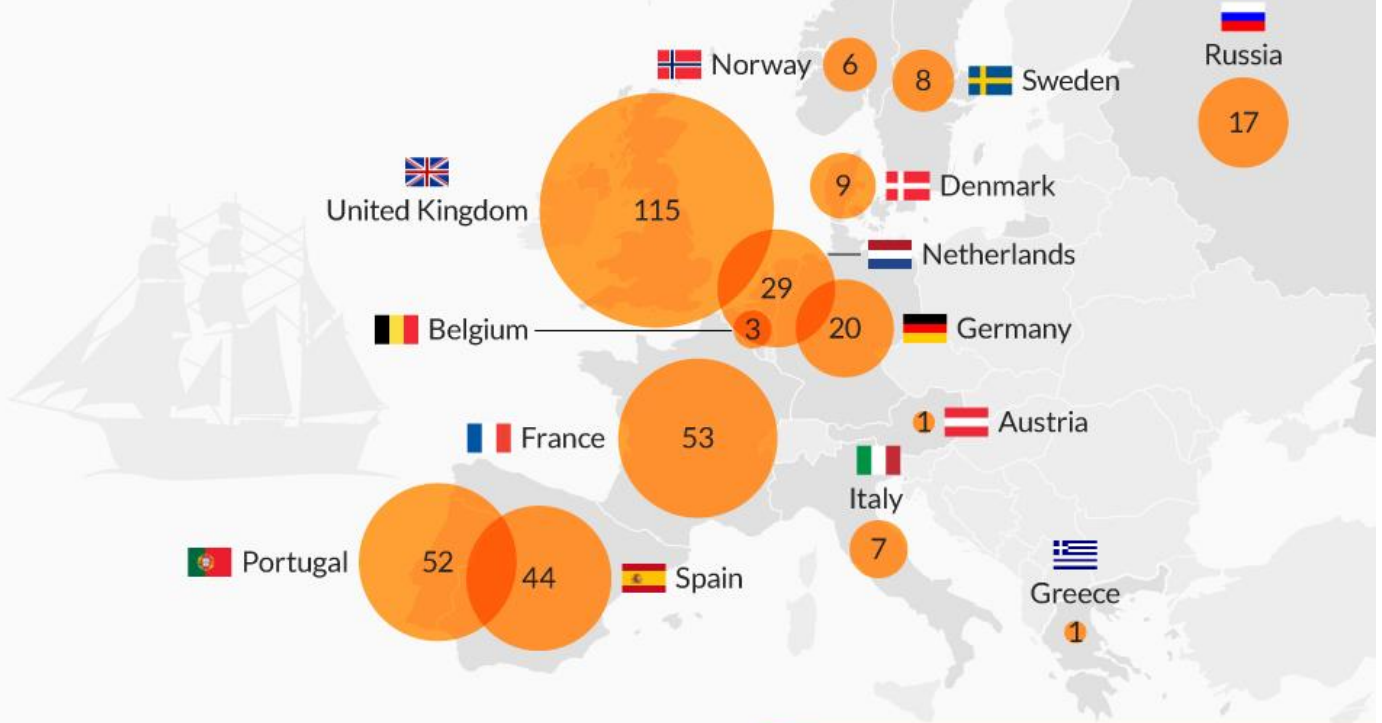 Russia
17
Norway 6
8 Sweden
United Kingdom
115
9 Denmark
Netherlands
29
Belgium
3
20 Germany
France 53
1 Austria
Italy
7
Portugal 52
44 Spain
Greece
1